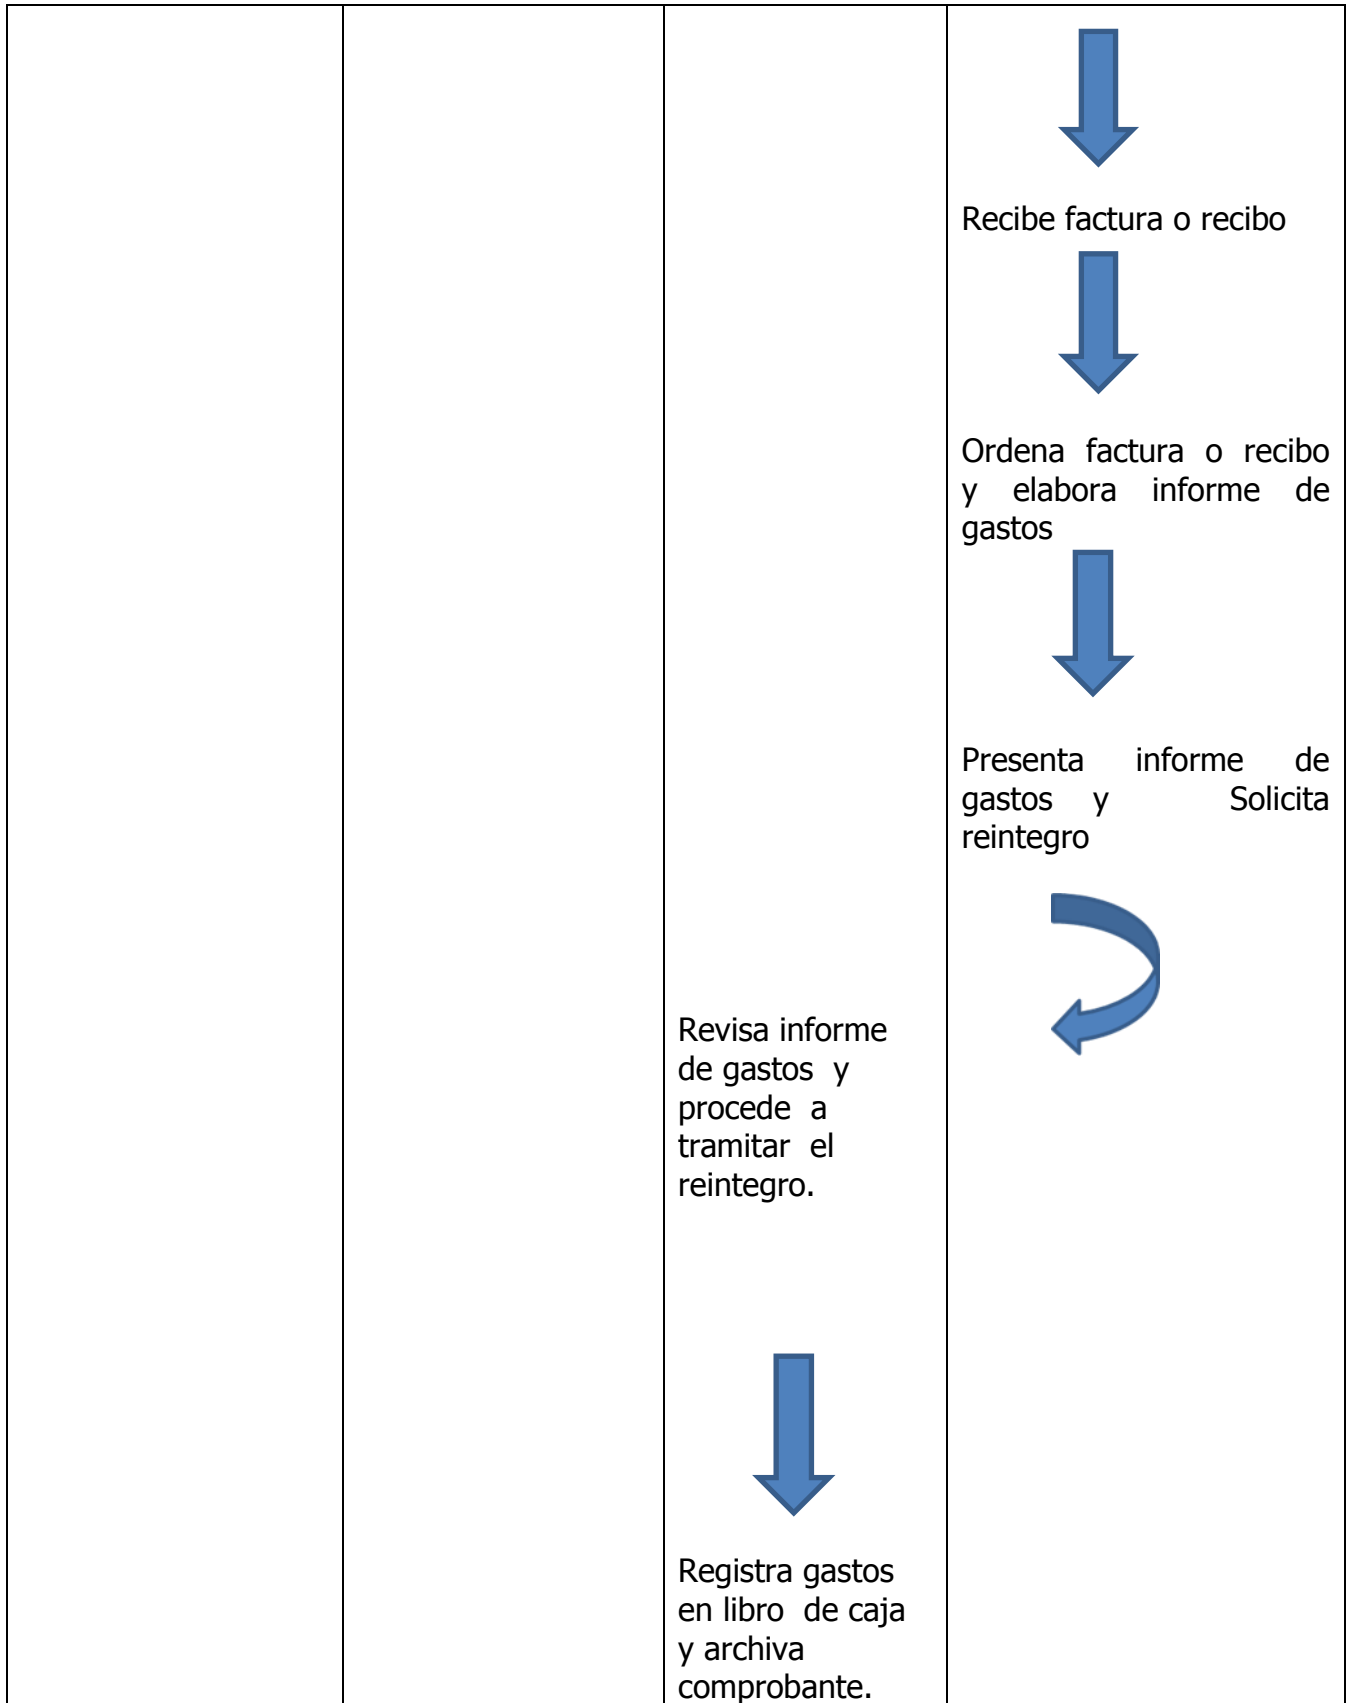 Recibe factura o recibo
Ordena factura o recibo
y elabora informe de
gastos
Presenta informe de
gastos y Solicita
reintegro
Revisa informe
de gastos y
procede a
tramitar el
reintegro.
Registra gastos
en libro de caja
y archiva
comprobante.